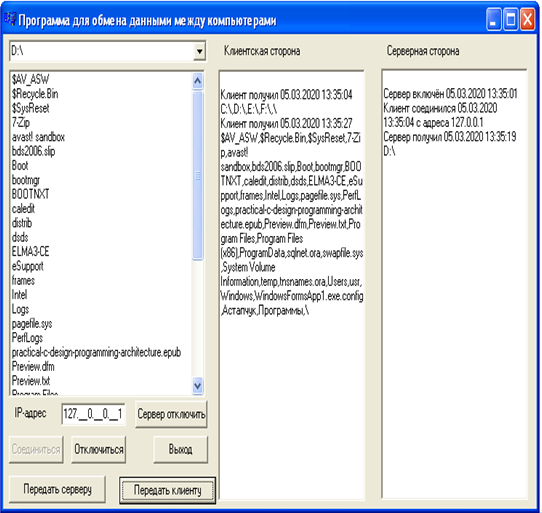 Программа для обмена данными между компьютерами
D:\
Клиентская сторона
Серверная сторона
$AV_ASW
$Recycle.Bin
$SysReset
7-Zip
avast! sandbox
bds2006.slip
Boot
bootmgr
BOOTNXT
caledit
distrib
dsds
ELMA3-CE
eSupport
frames
Intel
Logs
pagefile.sys
PerfLogs
practical-c-design-programming-architecture.epub
Preview.dfm
Preview.txt
Program Files
Клиент получил 05.03.2020 13:35:04
C:\,D:\,E:\,F:\,\
Клиент получил 05.03.2020 13:35:27
$AV_ASW,$Recycle.Bin,$SysReset,7-Zi
p,avast!
sandbox,bds2006.slip,Boot,bootmgr,BOO
TNXT,caledit,distrib,dsds,ELMA3-CE,eSu
pport,frames,Intel,Logs,pagefile.sys,PerfL
ogs,practical-c-design-programming-archit
ecture.epub,Preview.dfm,Preview.txt,Pro
gram Files,Program Files
(x86),ProgramData,sqlnet.ora,swapfile.sys
,System Volume
Information,temp,tnsnames.ora,Users,usr,
Windows,WindowsFormsApp1.exe.config
,Астапчук,Программы,\
Сервер включён 05.03.2020 13:35:01
Клиент соединился 05.03.2020
13:35:04 с адреса 127.0.0.1
Сервер получил 05.03.2020 13:35:19
D:\
IP-адрес
127.__0.__0.__1
Сервер отключить
Соединиться
Отключиться
Выход
Передать серверу
Передать клиенту